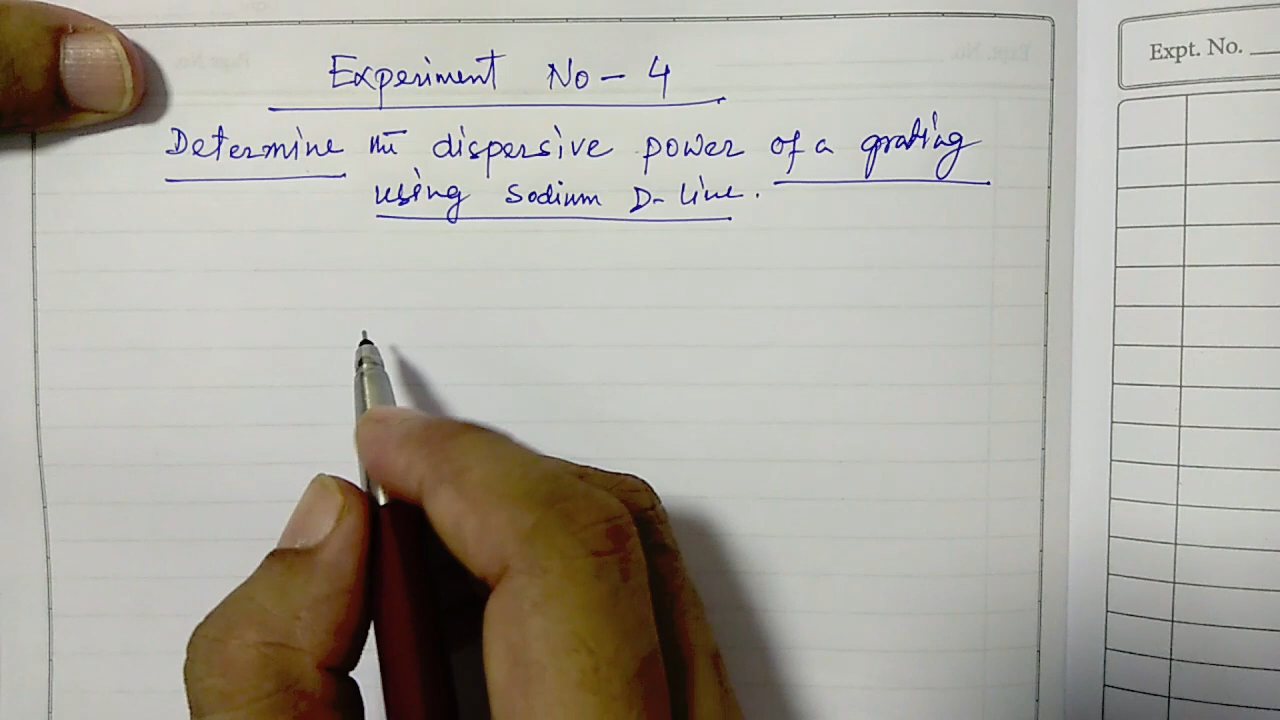 Experiment No - 4
Determine the dispersive power of a grating
using Sodium D-line.
Expt. No.